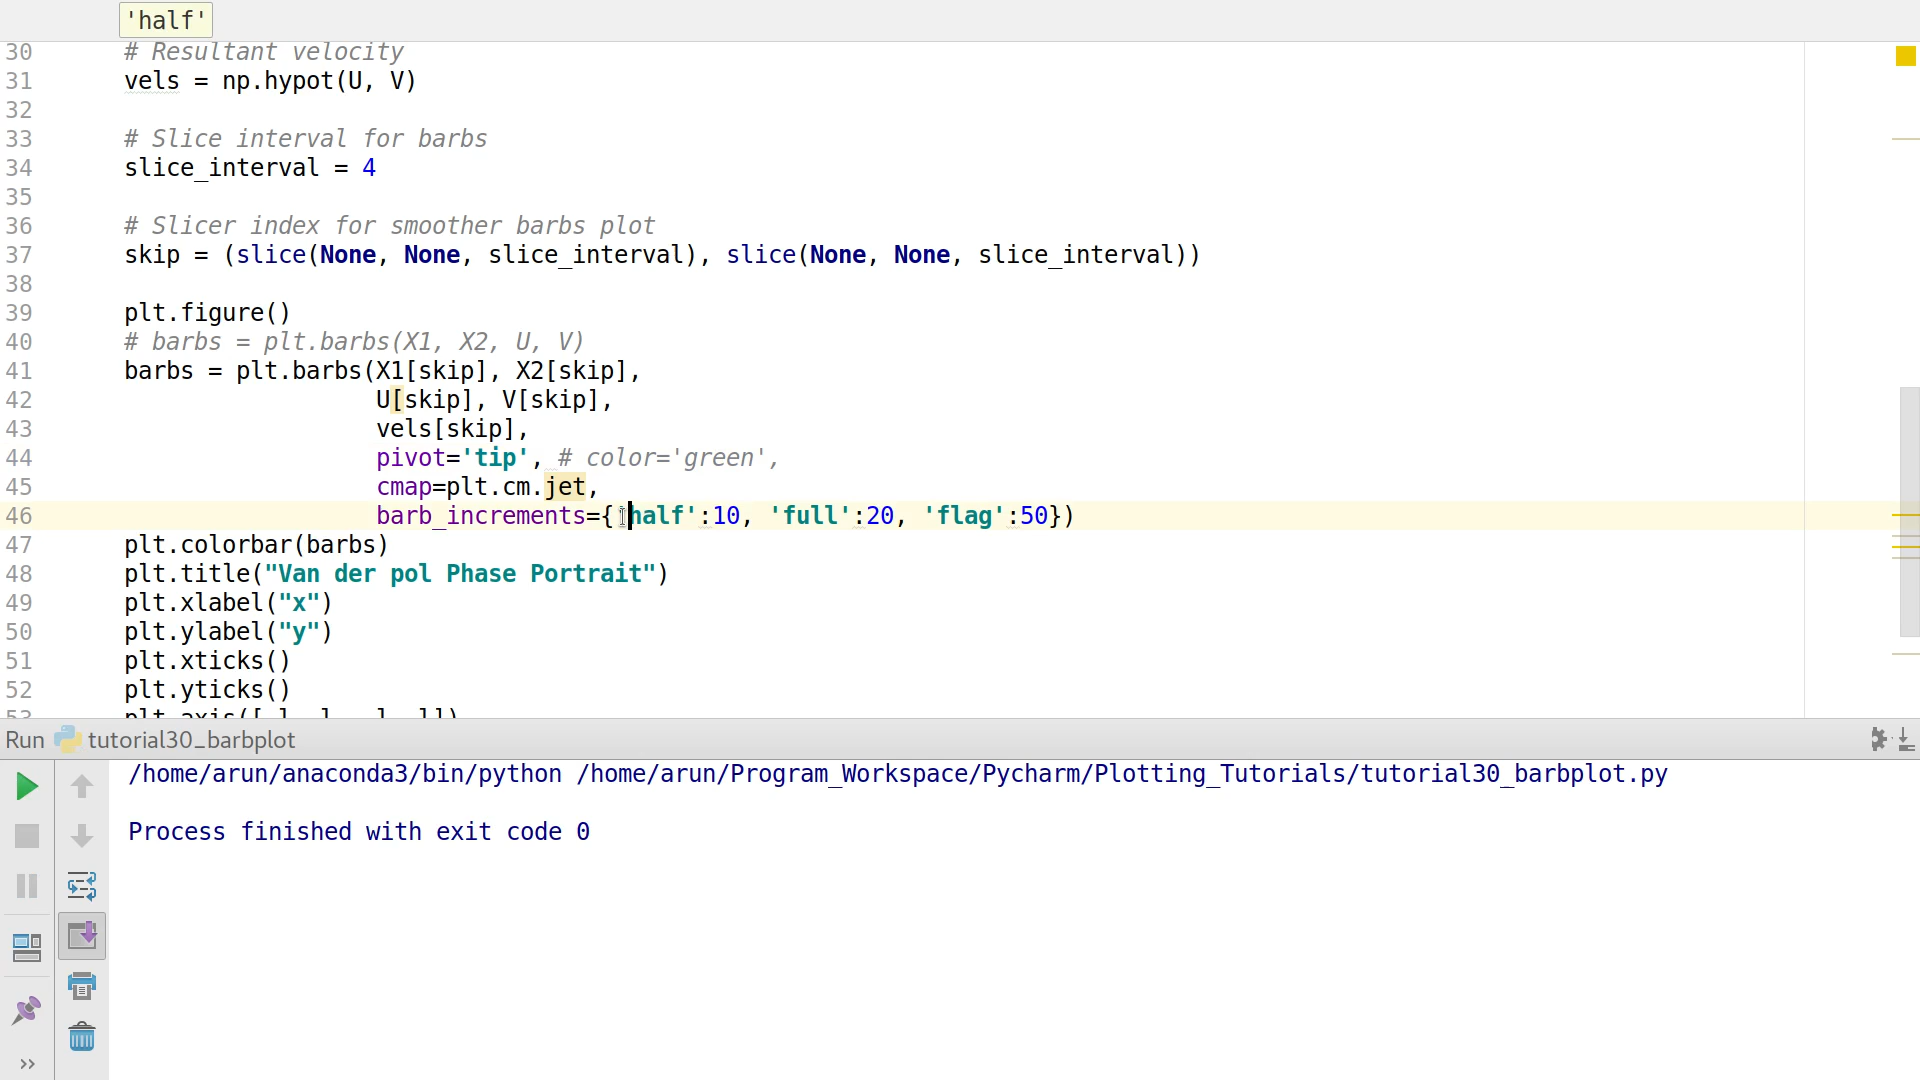 'half'
30 # Resultant velocity
31 vels = np.hypot(U, V)
32
33 # Slice interval for barbs
34 slice_interval = 4
35
36 # Slicer index for smoother barbs plot
37 skip = (slice(None, None, slice_interval), slice(None, None, slice_interval))
38
39 plt.figure()
40 # barbs = plt.barbs(X1, X2, U, V)
41 barbs = plt.barbs(X1[skip], X2[skip],
42 U[skip], V[skip],
43 vels[skip],
44 pivot='tip', # color='green',
45 cmap=plt.cm.jet,
46 barb_increments={'half':10, 'full':20, 'flag':50})
47 plt.colorbar(barbs)
48 plt.title("Van der pol Phase Portrait")
49 plt.xlabel("x")
50 plt.ylabel("y")
51 plt.xticks()
52 plt.yticks()
53
Run tutorial30_barbplot
/home/arun/anaconda3/bin/python /home/arun/Program_Workspace/Pycharm/Plotting_Tutorials/tutorial30_barbplot.py
Process finished with exit code 0